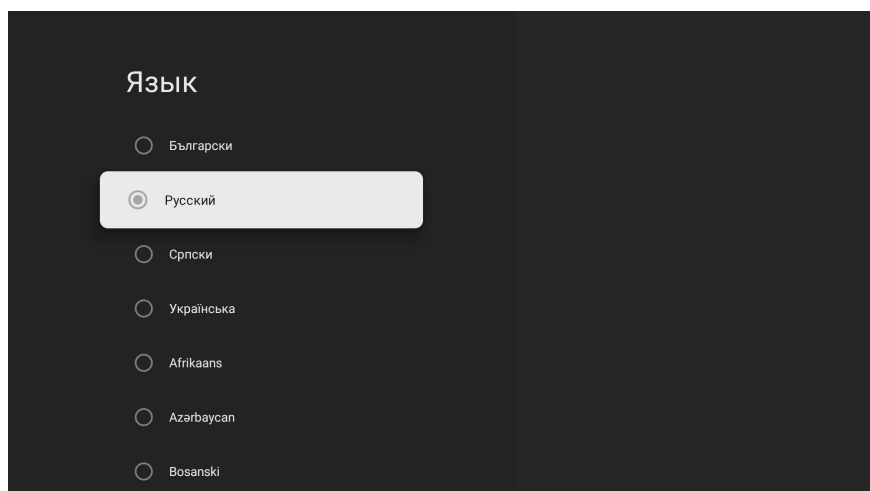 Язык
Български
Русский
Српски
Українська
Afrikaans
Azərbaycan
Bosanski